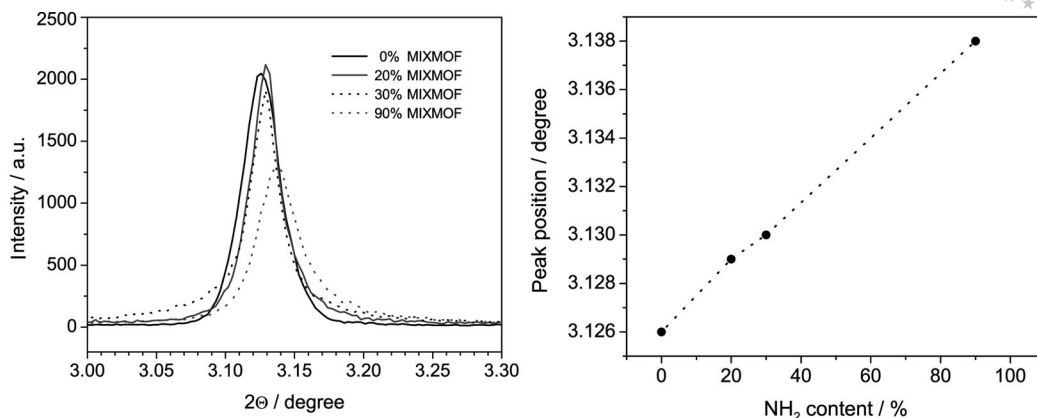 2500
2000
1500
1000
500
0
Intensity / a.u.
0% MIXMOF
20% MIXMOF
30% MIXMOF
90% MIXMOF
3.00 3.05 3.10 3.15 3.20 3.25 3.30
2Θ / degree
3.138
3.136
3.134
3.132
3.130
3.128
3.126
Peak position / degree
0 20 40 60 80 100
NH₂ content / %